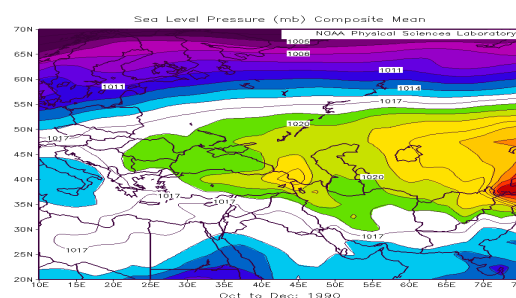 Sea Level Pressure (mb) Composite Mean
70N
NOAA Physical Sciences Laboratory
1005
65N
1008
1011
60N
1011
1014
55N
1017
1020
50N
1017
45N
1020
40N
1017
35N
1017
30N
1017
1017
25N
20N
10E 15E 20E 25E 30E 35E 40E 45E 50E 55E 60E 65E 70E
Oct to Dec: 1990